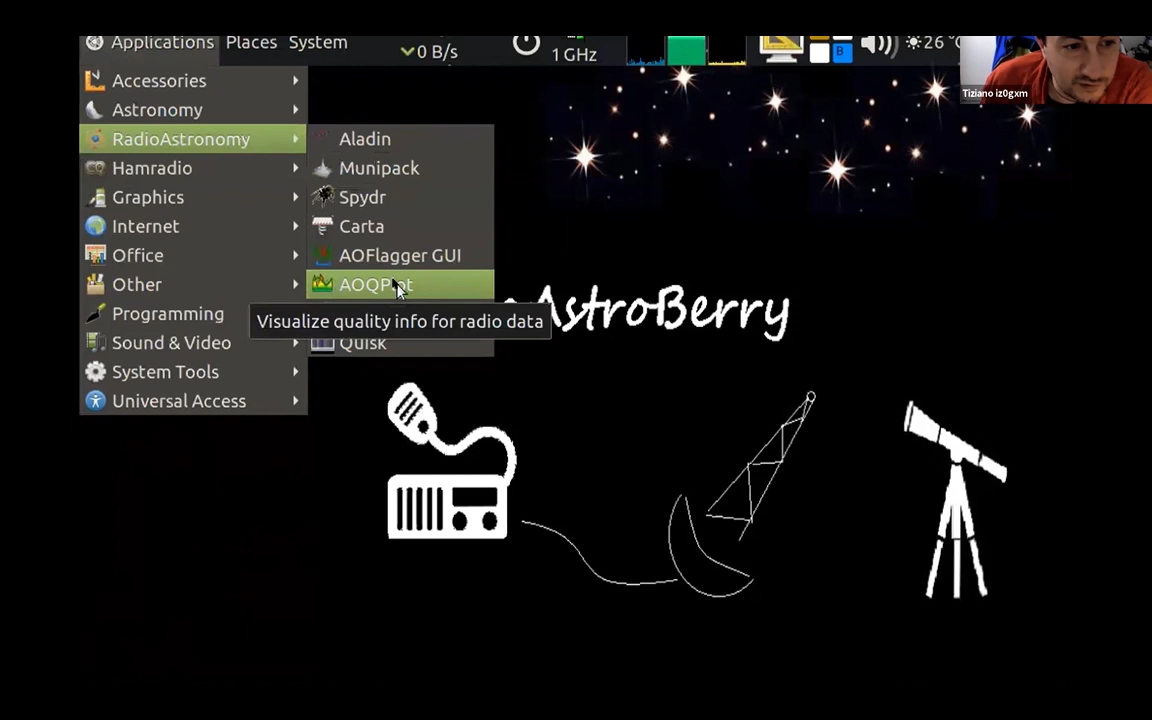 Applications Places System
0 B/s
1 GHz
B
26 °
Tiziano iz0gxm
Accessories
Astronomy
RadioAstronomy
Hamradio
Graphics
Internet
Office
Other
Programming
Sound & Video
System Tools
Universal Access
Aladin
Munipack
Spydr
Carta
AOFlagger GUI
AOQPlot
Visualize quality info for radio data
Quisk
AstroBerry